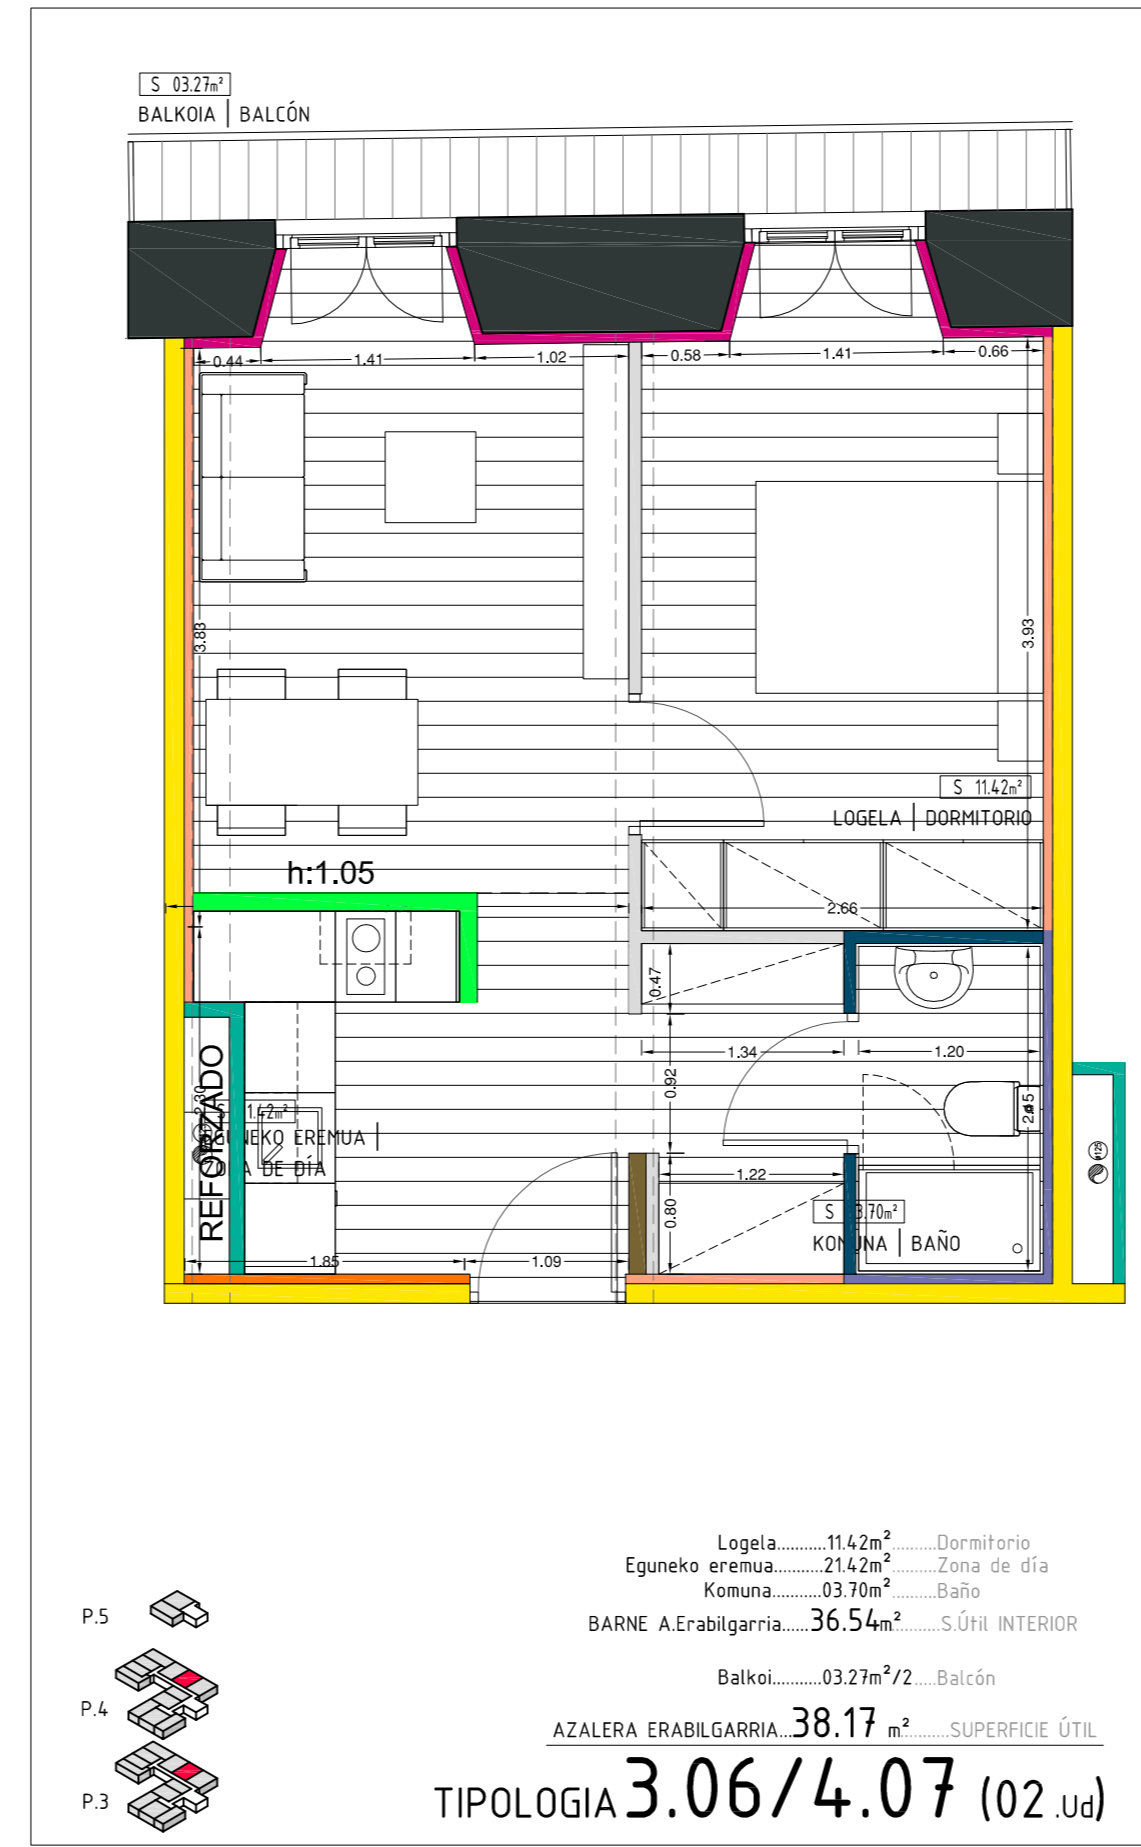 S 03.27m²
BALKOIA | BALCÓN
0.44 1.41 1.02 0.58 1.41 0.66
3.83
3.93
S 11.42m²
LOGELA | DORMITORIO
h:1.05
2.66
0.47
1.34 1.20
0.92
REFORZADO
2.30
EGUNEKO EREMUA |
ZONA DE DÍA
ø125
1.22
0.80
KOMUNA | BAÑO
1.85 1.09
Logela..........11.42m².........Dormitorio
Eguneko eremua..........21.42m².........Zona de día
Komuna..........03.70m².........Baño
BARNE A.Erabilgarria.....36.54m².........S.Útil INTERIOR
Balkoi..........03.27m²/2....Balcón
AZALERA ERABILGARRIA...38.17 m².........SUPERFICIE ÚTIL
TIPOLOGIA 3.06/4.07 (02 .Ud)
P.5
P.4
P.3